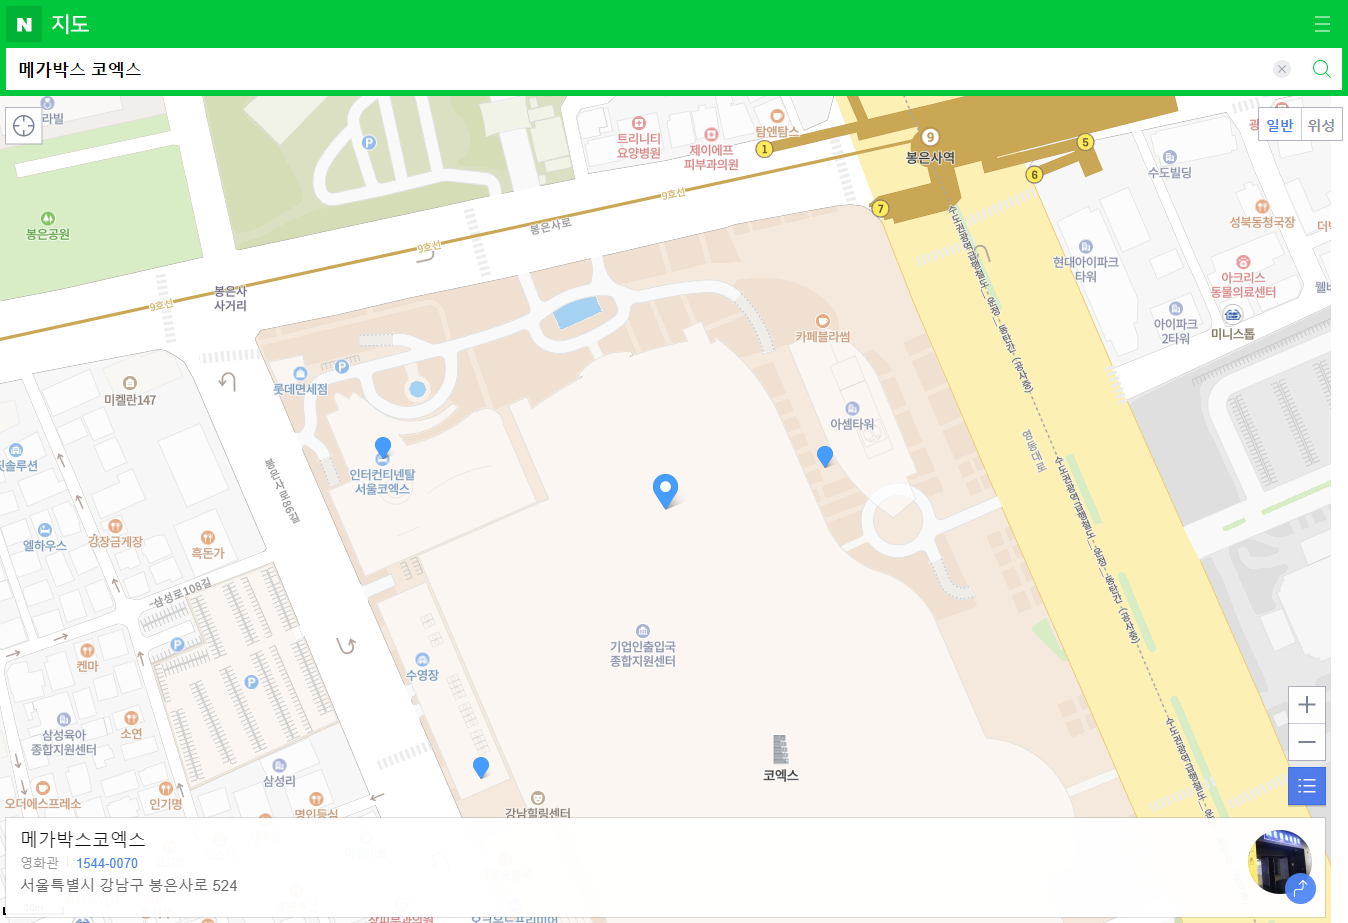 N 지도
메가박스 코엑스
일반 위성
라빌
트리니티
요양병원
제이에프
피부과의원
탐앤탐스
1
9
봉은사역
5
6
7
수도빌딩
성북동청국장
봉은공원
9호선
봉은사로
9호선
9호선
봉은사
사거리
현대아이파크
타워
아크리스
동물의료센터
아이파크
2타워
미니스톱
카페블라썸
P
P
롯데면세점
미켈란147
아셈타워
영동대로
인터컨티넨탈
서울코엑스
봉은사로86길
엘하우스
강장금게장
흑돈가
삼성로108길
기업인출입국
종합지원센터
켄마
P
P
수영장
삼성육아
종합지원센터
소연
삼성리
코엑스
오더에스프레소
인기명
명인등심
강남힐링센터
메가박스코엑스
영화관 1544-0070
서울특별시 강남구 봉은사로 524